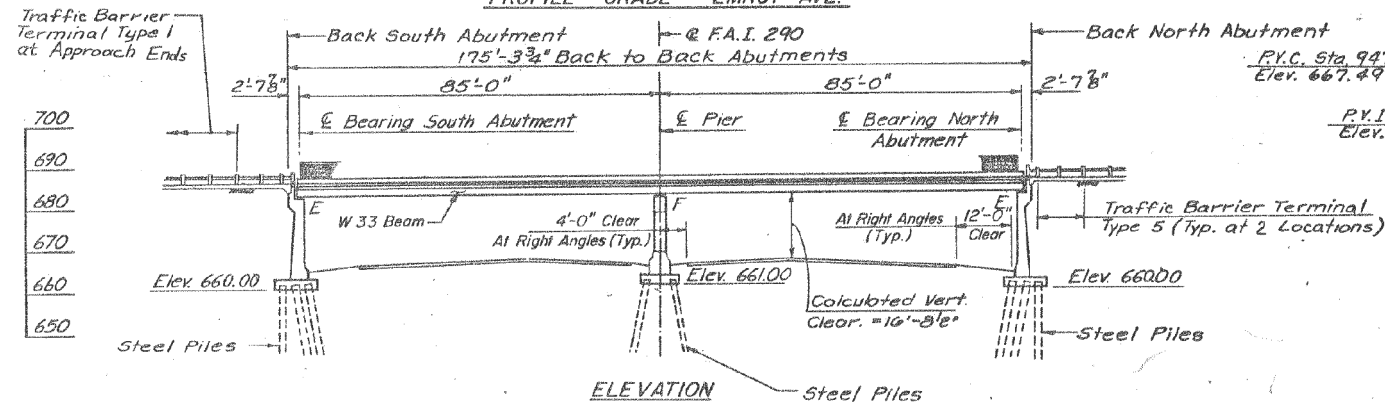 PROFILE GRADE EMROY AVE.
Traffic Barrier
Terminal Type 1
at Approach Ends
Back South Abutment
℄ F.A.I. 290
Back North Abutment
175'-3¾" Back to Back Abutments
P.V.C. Sta. 94
Elev. 667.49
2'-7⅞"
85'-0"
85'-0"
2'-7⅞"
P.V.I
Elev.
700
℄ Bearing South Abutment
℄ Pier
℄ Bearing North
Abutment
690
680
E
W 33 Beam
4'-0" Clear
At Right Angles (Typ.)
F
At Right Angles
(Typ.)
12'-0"
Clear
E
Traffic Barrier Terminal
Type 5 (Typ. at 2 Locations)
670
660
Elev. 660.00
Elev. 661.00
Elev. 660.00
Calculated Vert.
Clear. = 16'-8⅛"
650
Steel Piles
Steel Piles
ELEVATION
Steel Piles